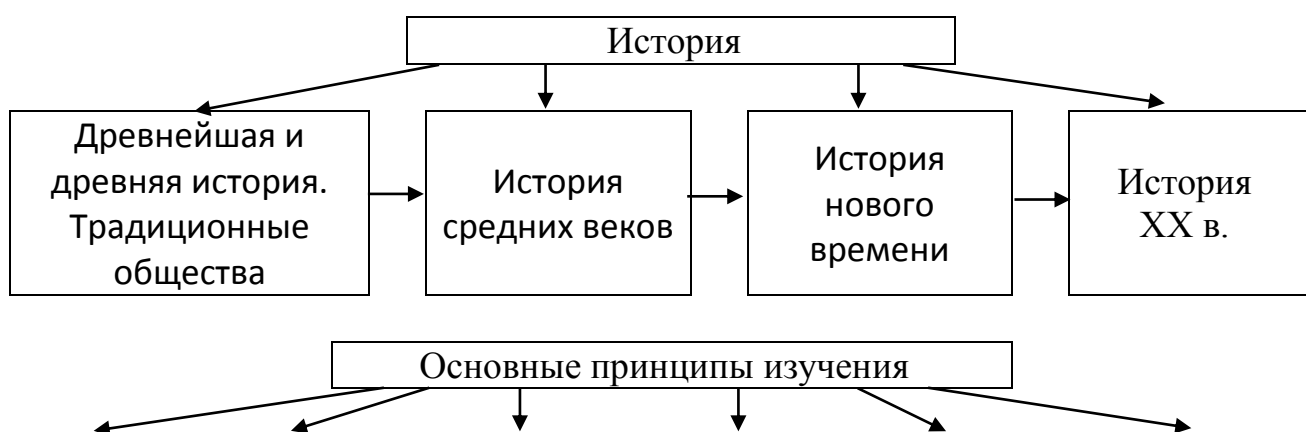 История
Древнейшая и
древняя история.
Традиционные
общества
История
средних веков
История
нового
времени
История
XX в.
Основные принципы изучения